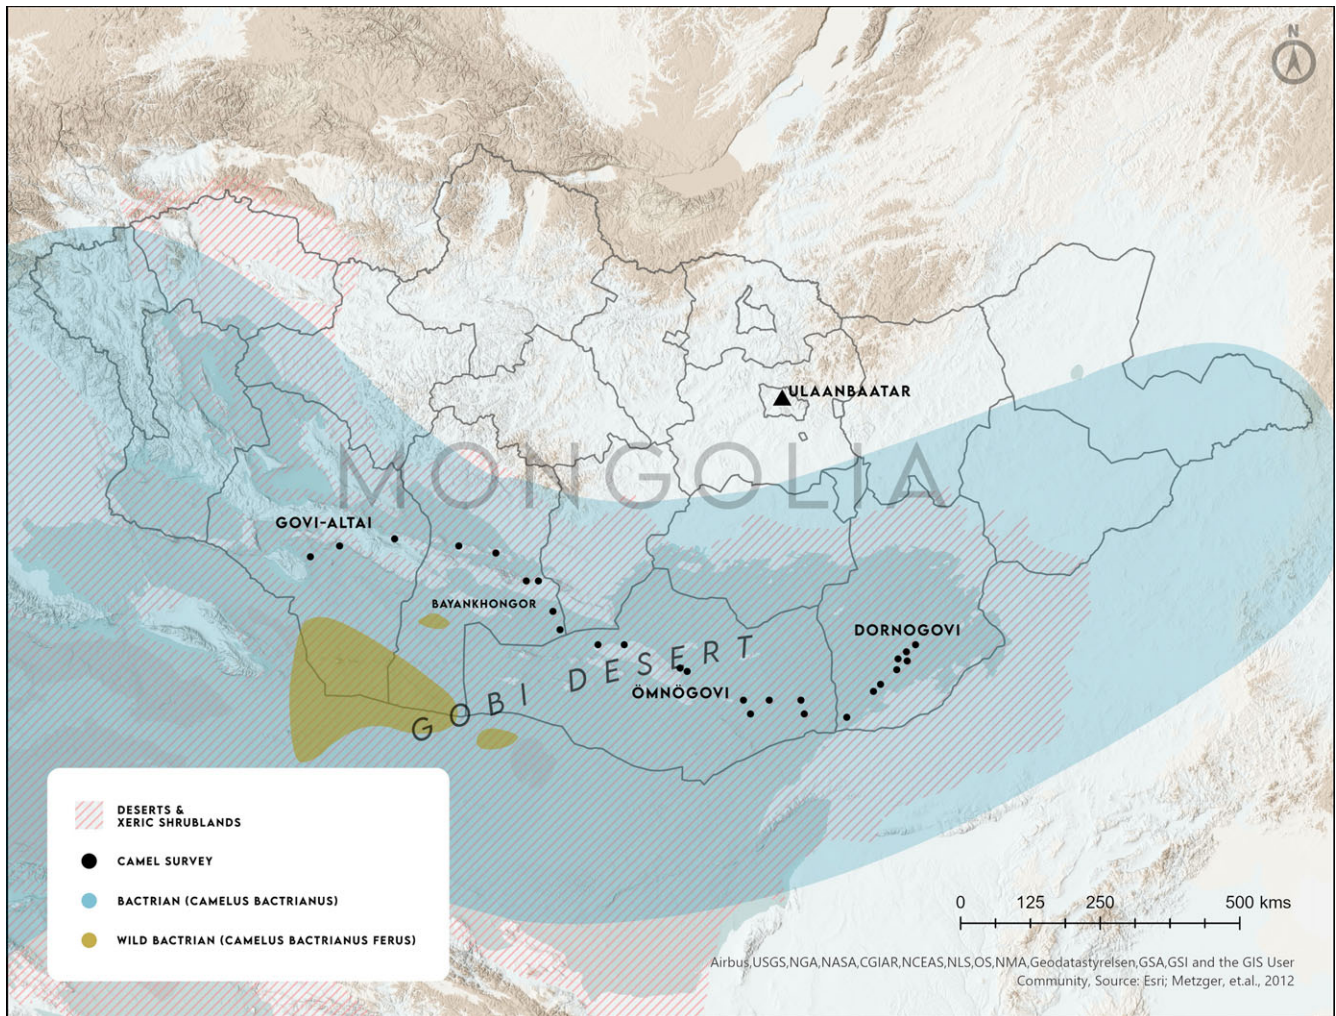 N
ULAANBAATAR
MONGOLIA
GOVI-ALTAI
BAYANKHONGOR
DORNOGOVI
GOBI DESERT
ÖMNÖGOVI
DESERTS &
XERIC SHRUBLANDS
CAMEL SURVEY
BACTRIAN (CAMELUS BACTRIANUS)
WILD BACTRIAN (CAMELUS BACTRIANUS FERUS)
0 125 250 500 kms
Airbus,USGS,NGA,NASA,CGIAR,NCEAS,NLS,OS,NMA,Geodatastyrelsen,GSA,GSI and the GIS User
Community, Source: Esri; Metzger, et.al., 2012